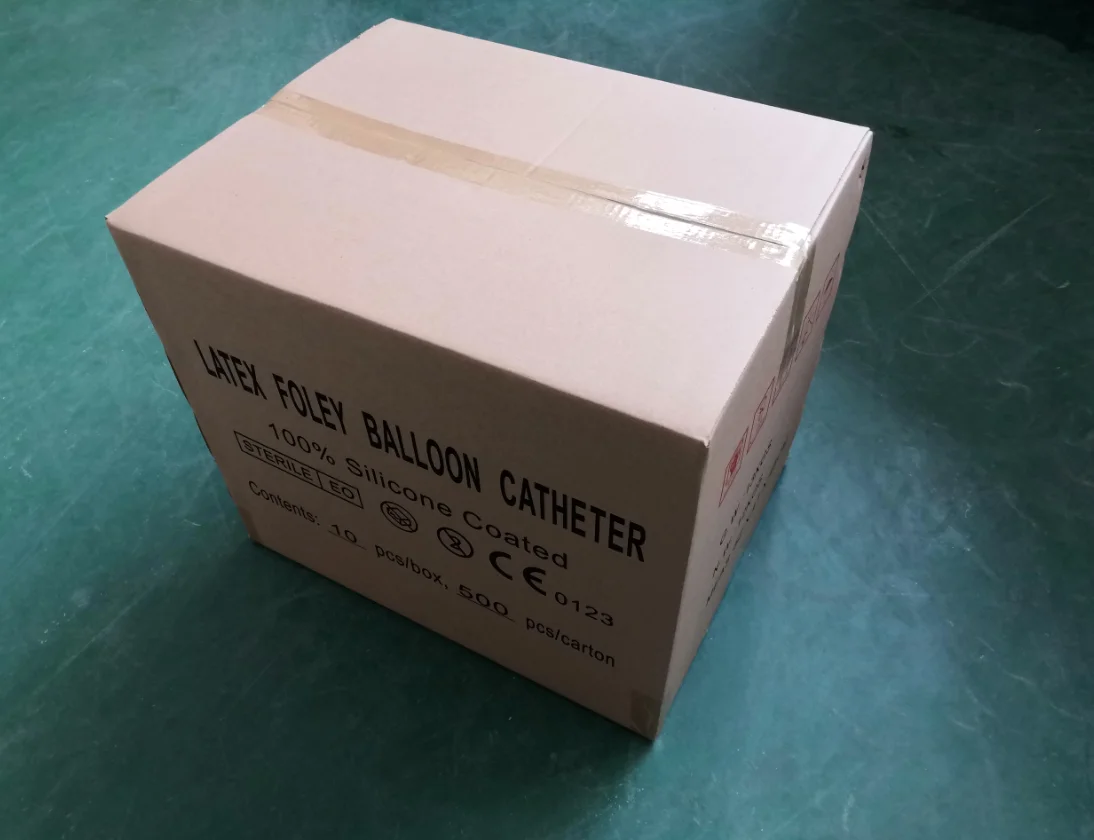 LATEX FOLEY BALLOON CATHETER
100% Silicone Coated
STERILE EO
CE 0123
Contents: 10 pcs/box, 500 pcs/carton